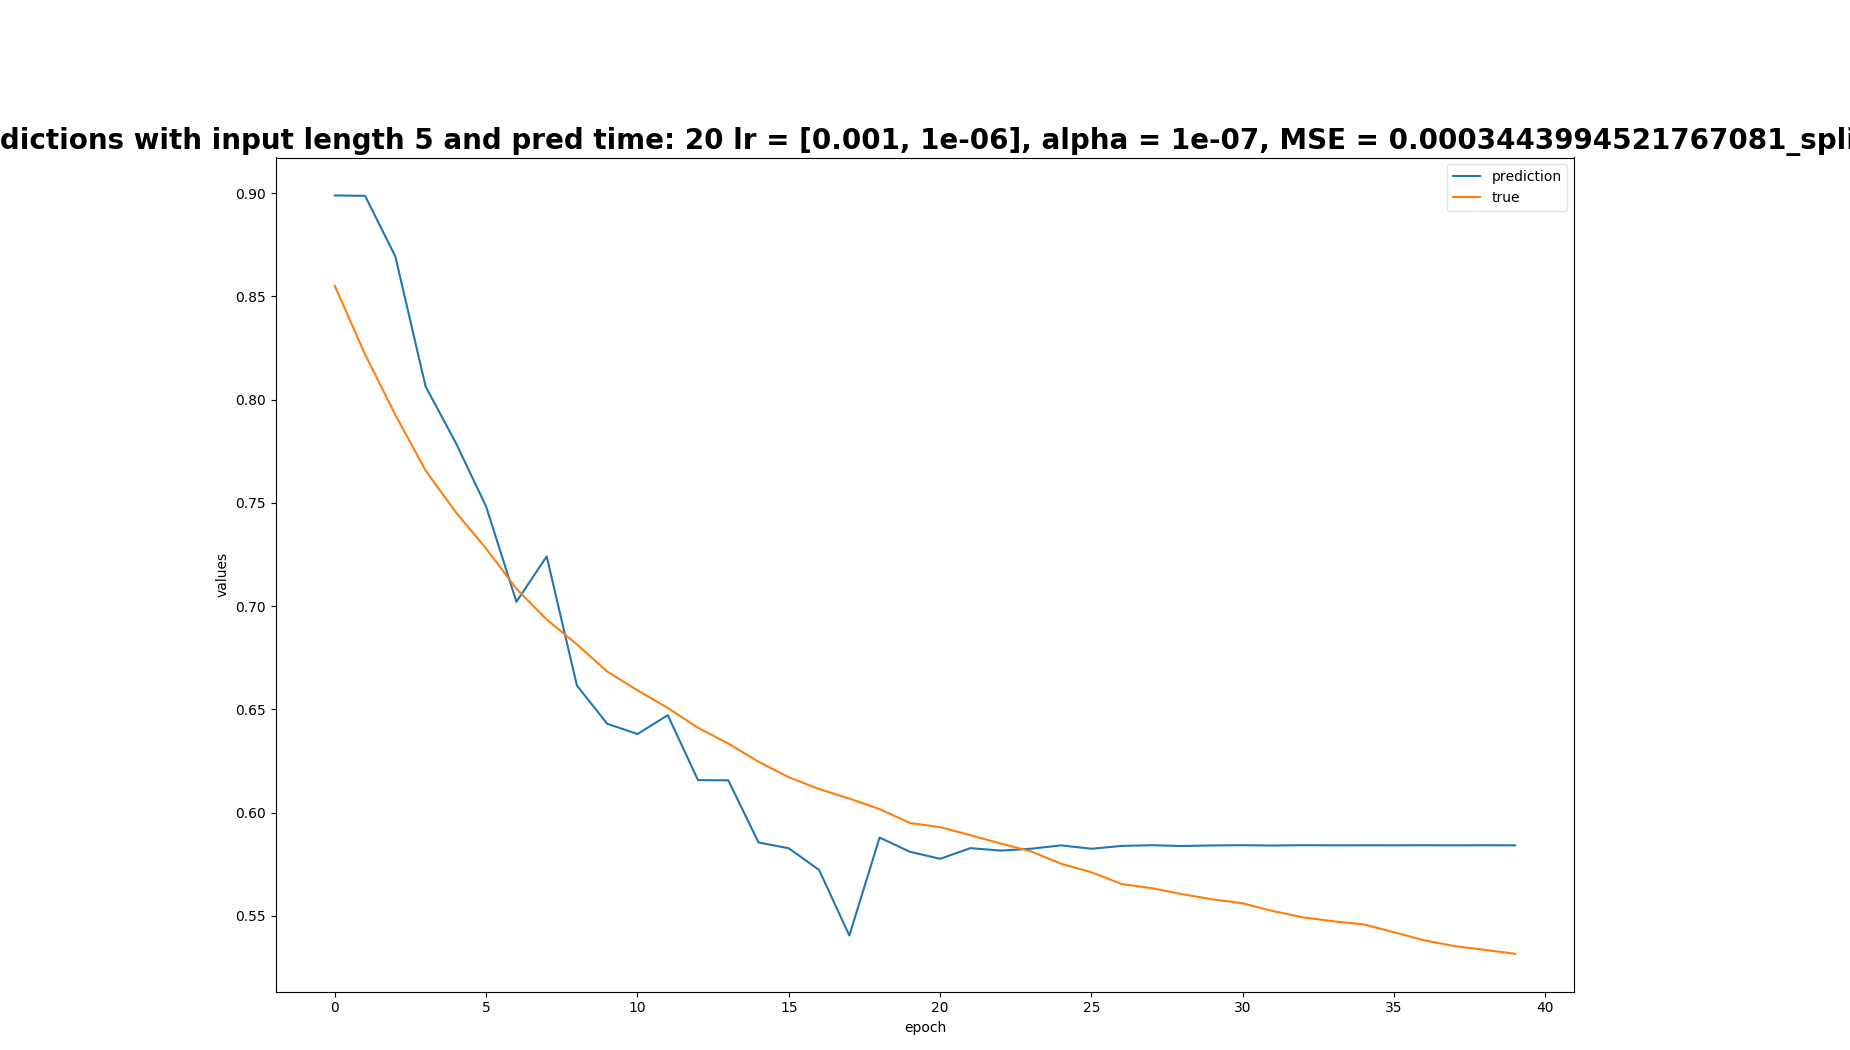 dictions with input length 5 and pred time: 20 lr = [0.001, 1e-06], alpha = 1e-07, MSE = 0.0003443994521767081_spli
prediction
true
0.90
0.85
0.80
0.75
0.70
0.65
0.60
0.55
values
0 5 10 15 20 25 30 35 40
epoch